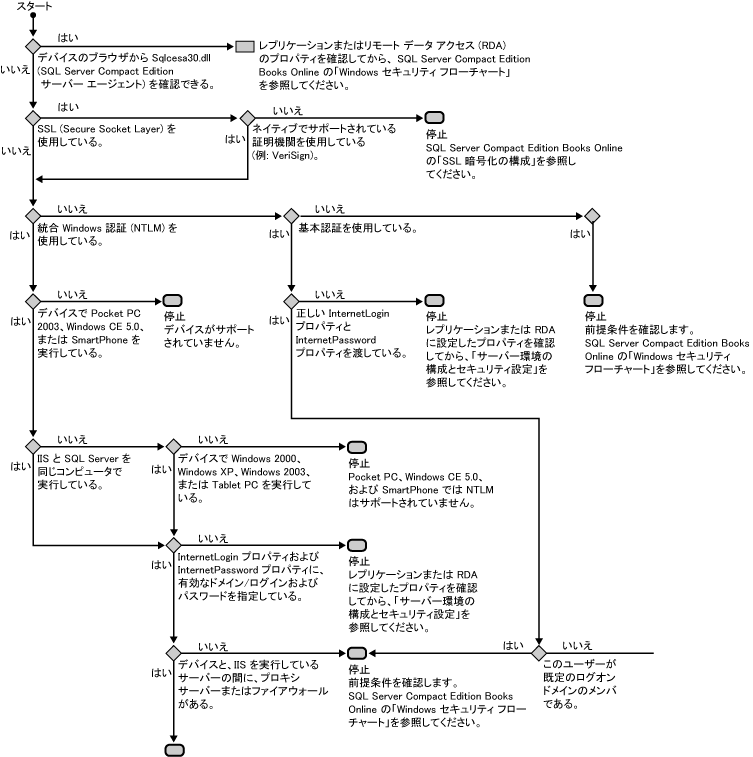 スタート
はい
デバイスのブラウザから Sqlcesa30.dll
(SQL Server Compact Edition
サーバー エージェント) を確認できる。
いいえ
レプリケーションまたはリモート データ アクセス (RDA)
のプロパティを確認してから、SQL Server Compact Edition
Books Online の「Windows セキュリティ フローチャート」
を参照してください。
はい
SSL (Secure Socket Layer) を
使用している。
いいえ
いいえ
はい
ネイティブでサポートされている
証明機関を使用している
(例: VeriSign)。
停止
SQL Server Compact Edition Books Online
の「SSL 暗号化の構成」を参照し
てください。
いいえ
はい
統合 Windows 認証 (NTLM) を
使用している。
いいえ
はい
基本認証を使用している。
はい
いいえ
はい
デバイスで Pocket PC
2003、Windows CE 5.0、
または SmartPhone を
実行している。
停止
デバイスがサポート
されていません。
いいえ
はい
正しい InternetLogin
プロパティと
InternetPassword
プロパティを渡している。
停止
レプリケーションまたは RDA
に設定したプロパティを確認
してから、「サーバー環境の
構成とセキュリティ設定」を
参照してください。
停止
前提条件を確認します。
SQL Server Compact Edition Books
Online の「Windows セキュリティ
フローチャート」を参照してください。
いいえ
はい
IIS と SQL Server を
同じコンピュータで
実行している。
いいえ
はい
デバイスで Windows 2000、
Windows XP、Windows 2003、
または Tablet PC を実行して
いる。
停止
Pocket PC、Windows CE 5.0、
および SmartPhone では NTLM
はサポートされていません。
いいえ
はい
InternetLogin プロパティおよび
InternetPassword プロパティに、
有効なドメイン/ログインおよび
パスワードを指定している。
停止
レプリケーションまたは RDA
に設定したプロパティを確認
してから、「サーバー環境の
構成とセキュリティ設定」を
参照してください。
いいえ
はい
デバイスと、IIS を実行している
サーバーの間に、プロキシ
サーバーまたはファイアウォール
がある。
停止
前提条件を確認します。
SQL Server Compact Edition Books
Online の「Windows セキュリティ フロー
チャート」を参照してください。
はい
いいえ
このユーザーが
既定のログオン
ドメインのメンバ
である。